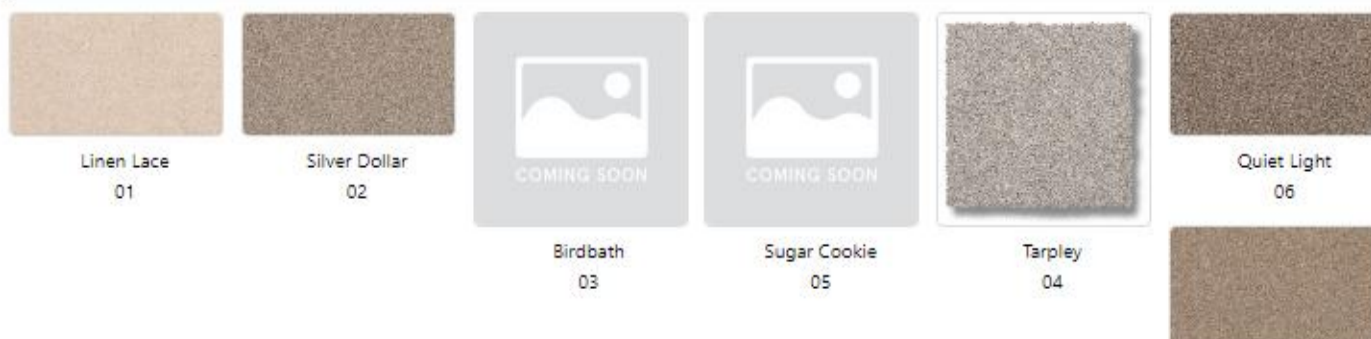 Linen Lace
01
Silver Dollar
02
COMING SOON
Birdbath
03
COMING SOON
Sugar Cookie
05
Tarpley
04
Quiet Light
06